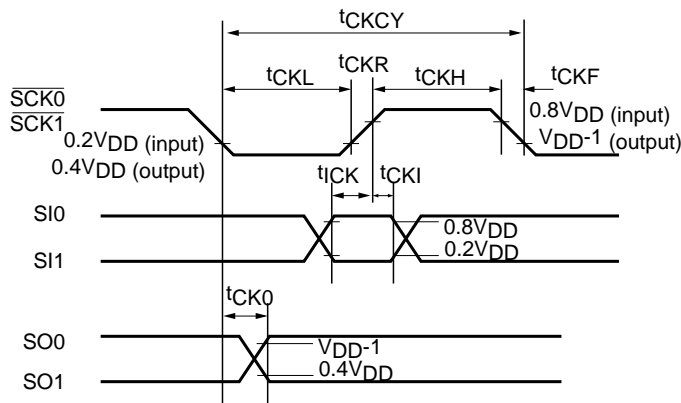 tCKCY
tCKR
tCKL
tCKH
tCKF
SCK0
SCK1
0.8VDD (input)
VDD-1 (output)
0.2VDD (input)
0.4VDD (output)
tICK
tCKI
SI0
0.8VDD
0.2VDD
SI1
tCK0
SO0
VDD-1
0.4VDD
SO1